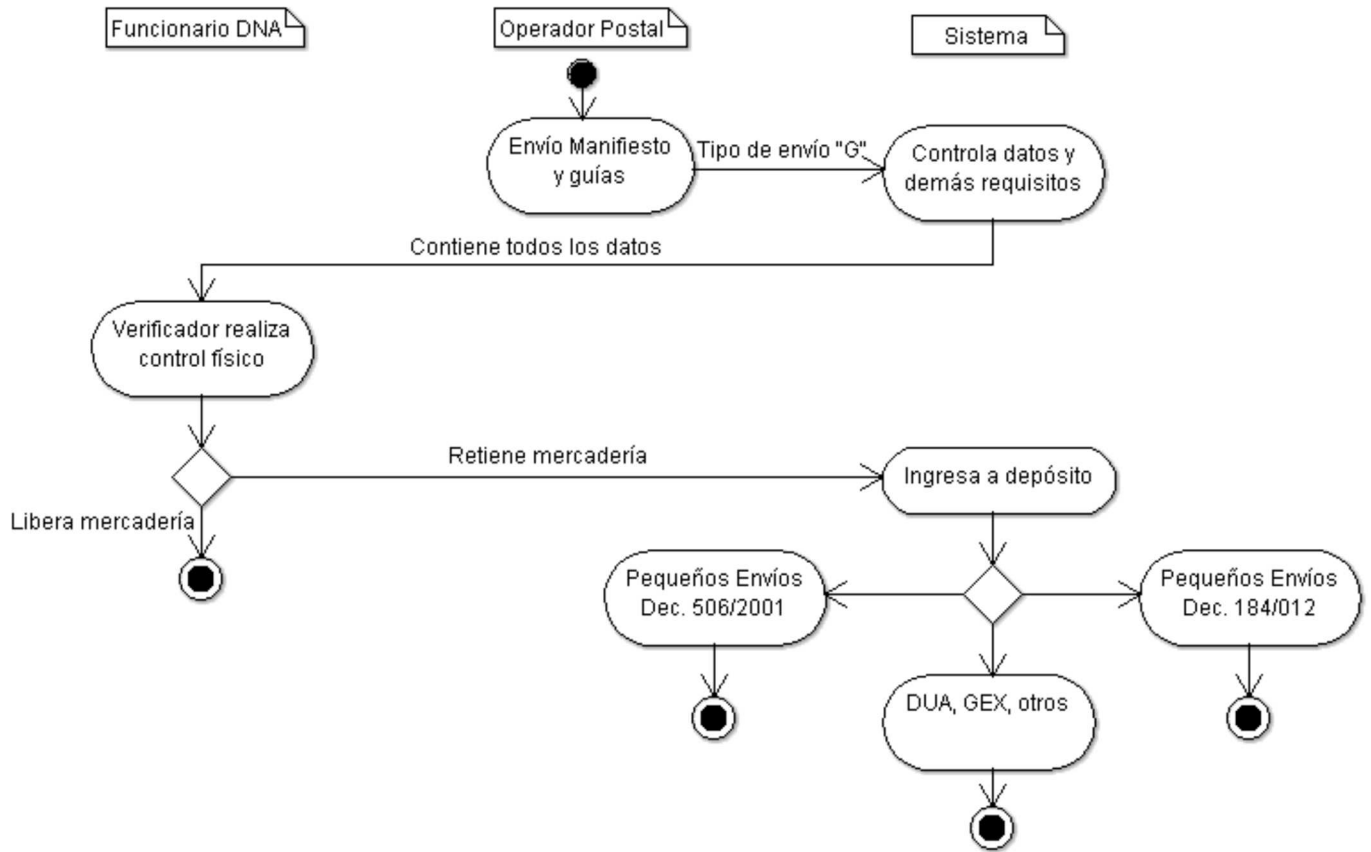 Funcionario DNA
Operador Postal
Sistema
Envío Manifiesto
y guías
Tipo de envío "G"
Controla datos y
demás requisitos
Contiene todos los datos
Verificador realiza
control físico
Retiene mercadería
Ingresa a depósito
Libera mercadería
Pequeños Envíos
Dec. 506/2001
Pequeños Envíos
Dec. 184/012
DUA, GEX, otros